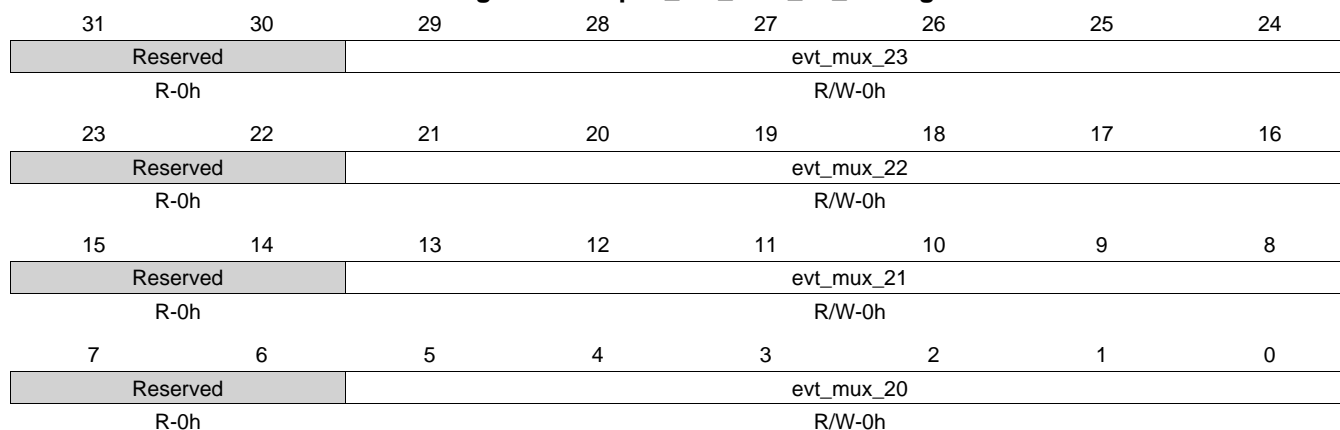 31 30 29 28 27 26 25 24
Reserved evt_mux_23
R-0h R/W-0h
23 22 21 20 19 18 17 16
Reserved evt_mux_22
R-0h R/W-0h
15 14 13 12 11 10 9 8
Reserved evt_mux_21
R-0h R/W-0h
7 6 5 4 3 2 1 0
Reserved evt_mux_20
R-0h R/W-0h